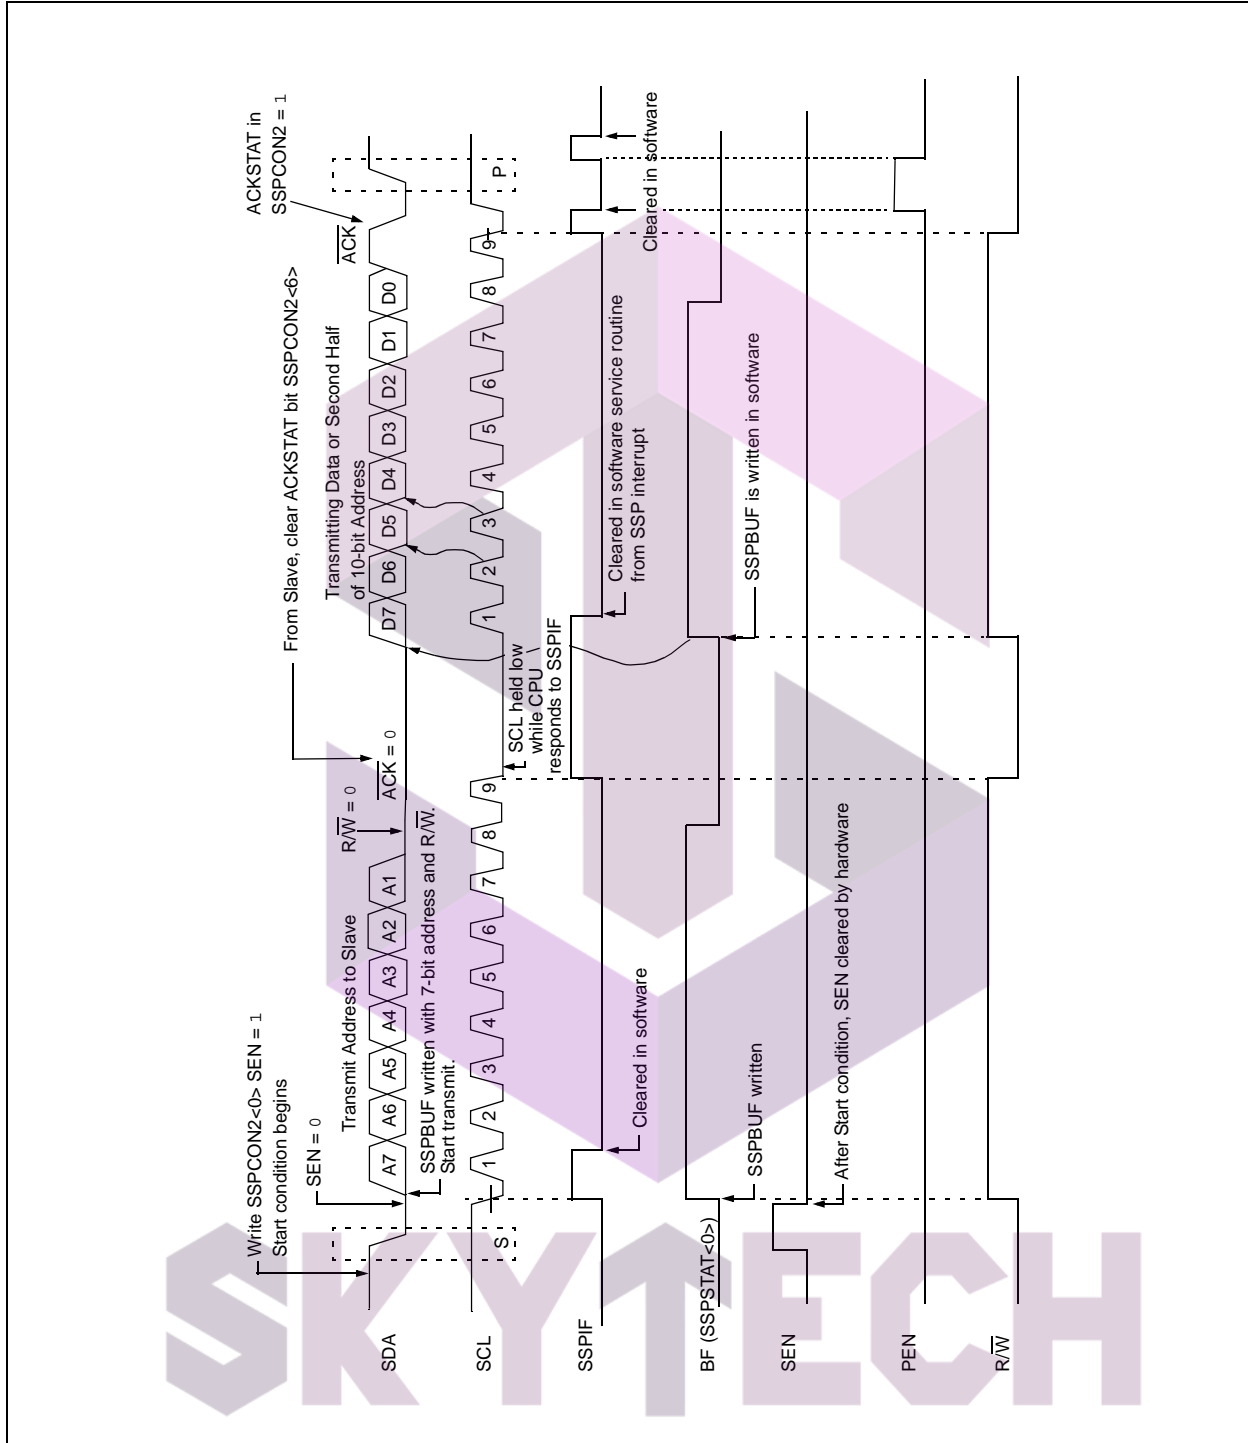 Write SSPCON2<0> SEN = 1
Start condition begins
SEN = 0
From Slave, clear ACKSTAT bit SSPCON2<6>
ACKSTAT in
SSPCON2 = 1
Transmit Address to Slave
R/W = 0
ACK = 0
Transmitting Data or Second Half
of 10-bit Address
ACK
SDA
A7 A6 A5 A4 A3 A2 A1
D7 D6 D5 D4 D3 D2 D1 D0
SSPBUF written with 7-bit address and R/W.
Start transmit.
SCL
S
1 2 3 4 5 6 7 8 9
1 2 3 4 5 6 7 8 9
P
SCL held low
while CPU
responds to SSPIF
SSPIF
Cleared in software
Cleared in software service routine
from SSP interrupt
Cleared in software
BF (SSPSTAT<0>)
SSPBUF written
SSPBUF is written in software
SEN
After Start condition, SEN cleared by hardware
PEN
R/W
SKYTECH